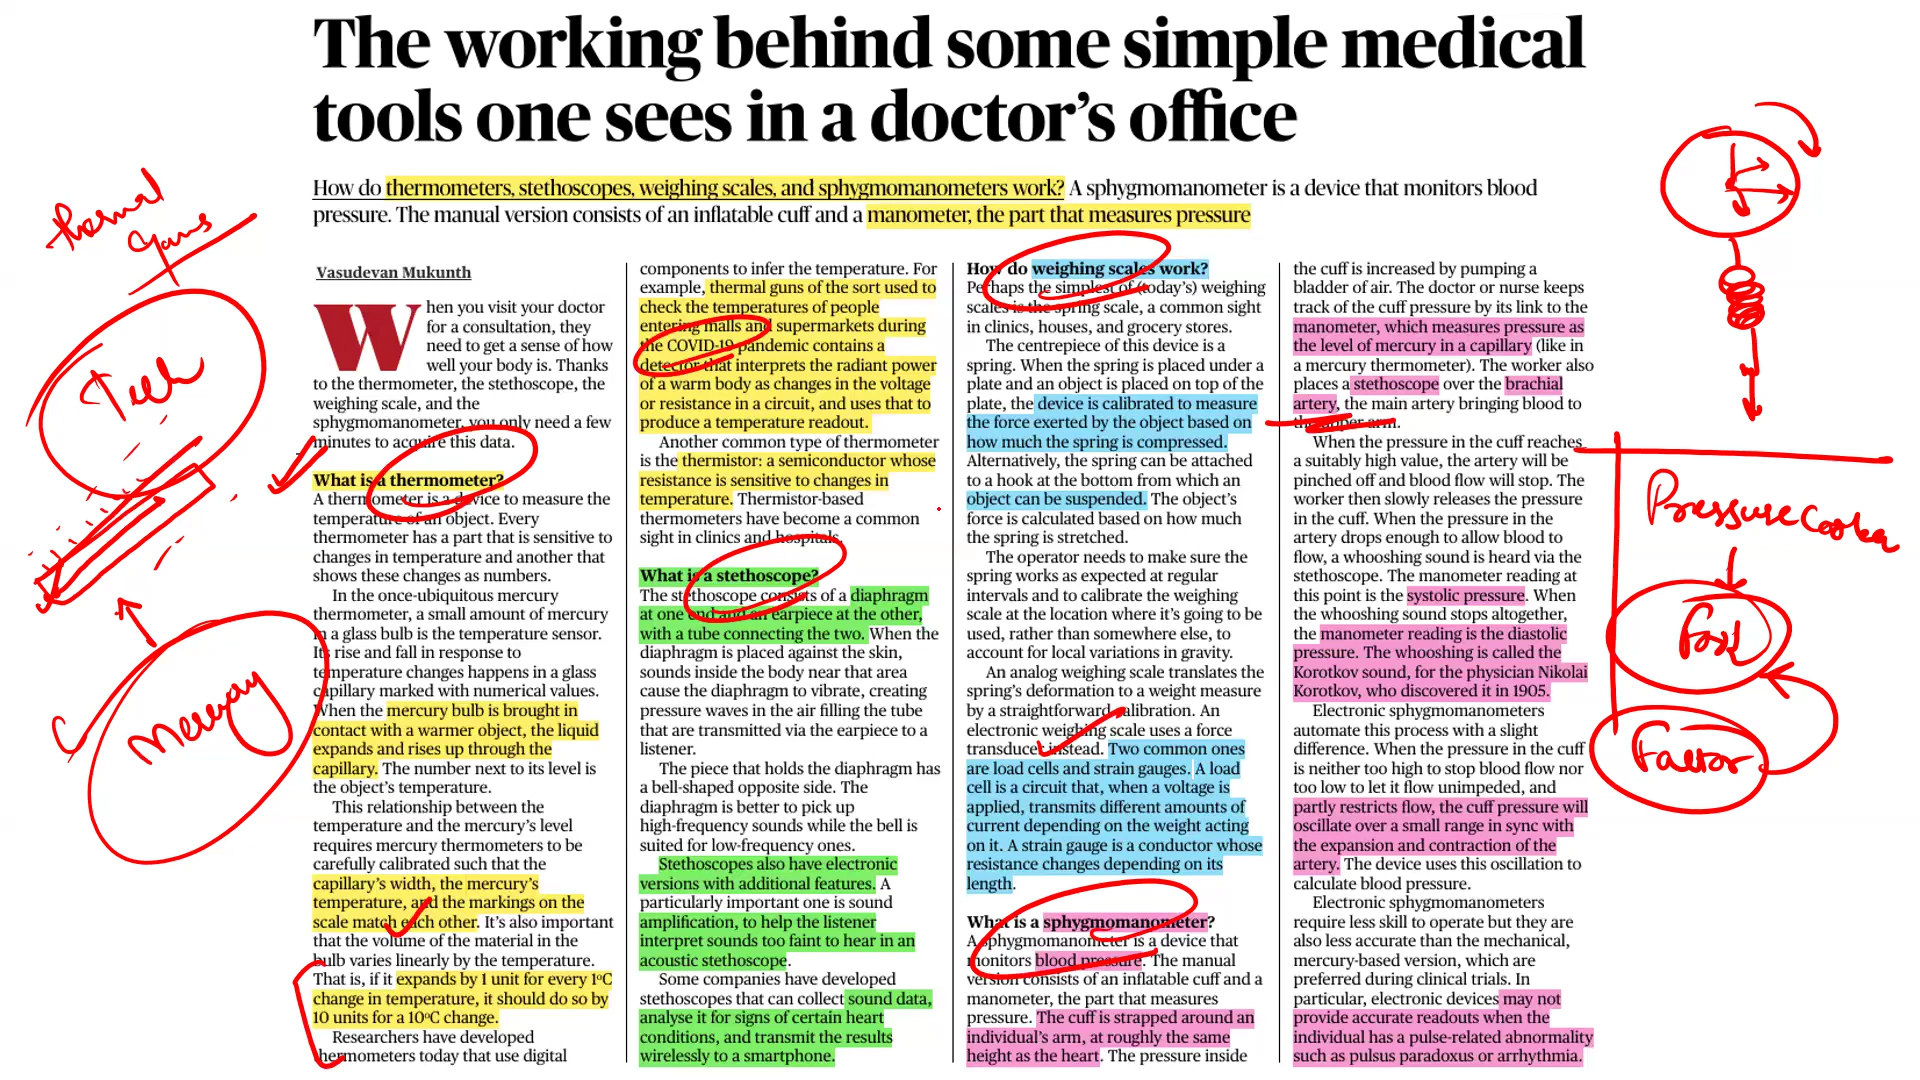 The working behind some simple medical
tools one sees in a doctor's office
How do thermometers, stethoscopes, weighing scales, and sphygmomanometers work? A sphygmomanometer is a device that monitors blood
pressure. The manual version consists of an inflatable cuff and a manometer, the part that measures pressure
Vasudevan Mukunth
When you visit your doctor
for a consultation, they
need to get a sense of how
well your body is. Thanks
to the thermometer, the stethoscope, the
weighing scale, and the
sphygmomanometer, you only need a few
minutes to acquire this data.
What is a thermometer?
A thermometer is a device to measure the
temperature of an object. Every
thermometer has a part that is sensitive to
changes in temperature and another that
shows these changes as numbers.
In the once-ubiquitous mercury
thermometer, a small amount of mercury
in a glass bulb is the temperature sensor.
Its rise and fall in response to
temperature changes happens in a glass
capillary marked with numerical values.
When the mercury bulb is brought in
contact with a warmer object, the liquid
expands and rises up through the
capillary. The number next to its level is
the object's temperature.
This relationship between the
temperature and the mercury's level
requires mercury thermometers to be
carefully calibrated such that the
capillary's width, the mercury's
temperature, and the markings on the
scale match each other. It's also important
that the volume of the material in the
bulb varies linearly by the temperature.
That is, if it expands by 1 unit for every 1ºC
change in temperature, it should do so by
10 units for a 10ºC change.
Researchers have developed
thermometers today that use digital
components to infer the temperature. For
example, thermal guns of the sort used to
check the temperatures of people
entering malls and supermarkets during
the COVID-19 pandemic contains a
detector that interprets the radiant power
of a warm body as changes in the voltage
or resistance in a circuit, and uses that to
produce a temperature readout.
Another common type of thermometer
is the thermistor: a semiconductor whose
resistance is sensitive to changes in
temperature. Thermistor-based
thermometers have become a common
sight in clinics and hospitals.
What is a stethoscope?
The stethoscope consists of a diaphragm
at one end and an earpiece at the other,
with a tube connecting the two. When the
diaphragm is placed against the skin,
sounds inside the body near that area
cause the diaphragm to vibrate, creating
pressure waves in the air filling the tube
that are transmitted via the earpiece to a
listener.
The piece that holds the diaphragm has
a bell-shaped opposite side. The
diaphragm is better to pick up
high-frequency sounds while the bell is
suited for low-frequency ones.
Stethoscopes also have electronic
versions with additional features. A
particularly important one is sound
amplification, to help the listener
interpret sounds too faint to hear in an
acoustic stethoscope.
Some companies have developed
stethoscopes that can collect sound data,
analyse it for signs of certain heart
conditions, and transmit the results
wirelessly to a smartphone.
How do weighing scales work?
Perhaps the simplest of (today's) weighing
scales is the spring scale, a common sight
in clinics, houses, and grocery stores.
The centrepiece of this device is a
spring. When the spring is placed under a
plate and an object is placed on top of the
plate, the device is calibrated to measure
the force exerted by the object based on
how much the spring is compressed.
Alternatively, the spring can be attached
to a hook at the bottom from which an
object can be suspended. The object's
force is calculated based on how much
the spring is stretched.
The operator needs to make sure the
spring works as expected at regular
intervals and to calibrate the weighing
scale at the location where it's going to be
used, rather than somewhere else, to
account for local variations in gravity.
An analog weighing scale translates the
spring's deformation to a weight measure
by a straightforward calibration. An
electronic weighing scale uses a force
transducer instead. Two common ones
are load cells and strain gauges. A load
cell is a circuit that, when a voltage is
applied, transmits different amounts of
current depending on the weight acting
on it. A strain gauge is a conductor whose
resistance changes depending on its
length.
What is a sphygmomanometer?
A sphygmomanometer is a device that
monitors blood pressure. The manual
version consists of an inflatable cuff and a
manometer, the part that measures
pressure. The cuff is strapped around an
individual's arm, at roughly the same
height as the heart. The pressure inside
the cuff is increased by pumping a
bladder of air. The doctor or nurse keeps
track of the cuff pressure by its link to the
manometer, which measures pressure as
the level of mercury in a capillary (like in
a mercury thermometer). The worker also
places a stethoscope over the brachial
artery, the main artery bringing blood to
the upper arm.
When the pressure in the cuff reaches
a suitably high value, the artery will be
pinched off and blood flow will stop. The
worker then slowly releases the pressure
in the cuff. When the pressure in the
artery drops enough to allow blood to
flow, a whooshing sound is heard via the
stethoscope. The manometer reading at
this point is the systolic pressure. When
the whooshing sound stops altogether,
the manometer reading is the diastolic
pressure. The whooshing is called the
Korotkov sound, for the physician Nikolai
Korotkov, who discovered it in 1905.
Electronic sphygmomanometers
automate this process with a slight
difference. When the pressure in the cuff
is neither too high to stop blood flow nor
too low to let it flow unimpeded, and
partly restricts flow, the cuff pressure will
oscillate over a small range in sync with
the expansion and contraction of the
artery. The device uses this oscillation to
calculate blood pressure.
Electronic sphygmomanometers
require less skill to operate but they are
also less accurate than the mechanical,
mercury-based version, which are
preferred during clinical trials. In
particular, electronic devices may not
provide accurate readouts when the
individual has a pulse-related abnormality
such as pulsus paradoxus or arrhythmia.
thermal
guns
Mercury
Pressure Cooker
Factor